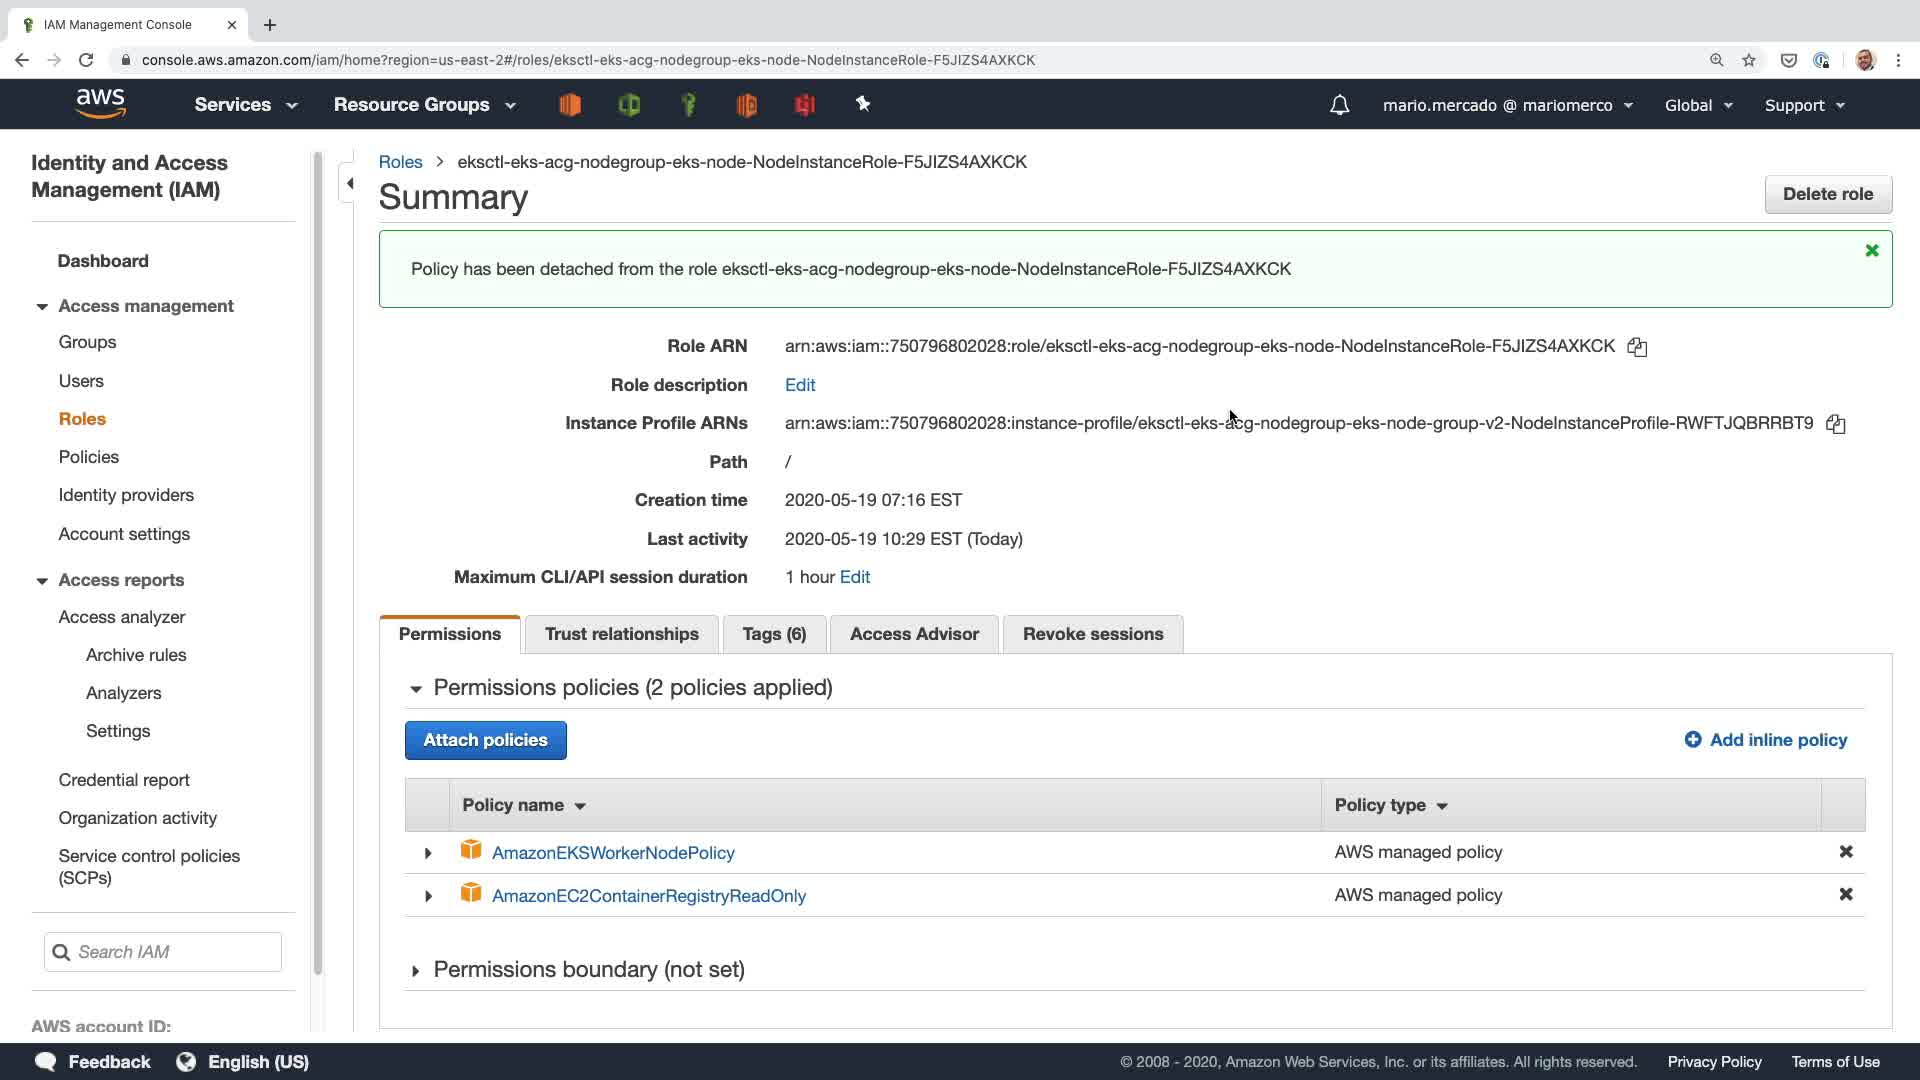 IAM Management Console
console.aws.amazon.com/iam/home?region=us-east-2#/roles/eksctl-eks-acg-nodegroup-eks-node-NodeInstanceRole-F5JIZS4AXKCK
aws
Services
Resource Groups
mario.mercado @ mariomerco
Global
Support
Identity and Access
Management (IAM)
Dashboard
Access management
Groups
Users
Roles
Policies
Identity providers
Account settings
Access reports
Access analyzer
Archive rules
Analyzers
Settings
Credential report
Organization activity
Service control policies
(SCPs)
Search IAM
AWS account ID:
Roles > eksctl-eks-acg-nodegroup-eks-node-NodeInstanceRole-F5JIZS4AXKCK
Summary
Delete role
Policy has been detached from the role eksctl-eks-acg-nodegroup-eks-node-NodeInstanceRole-F5JIZS4AXKCK
Role ARN arn:aws:iam::750796802028:role/eksctl-eks-acg-nodegroup-eks-node-NodeInstanceRole-F5JIZS4AXKCK
Role description Edit
Instance Profile ARNs arn:aws:iam::750796802028:instance-profile/eksctl-eks-acg-nodegroup-eks-node-group-v2-NodeInstanceProfile-RWFTJQBRRBT9
Path /
Creation time 2020-05-19 07:16 EST
Last activity 2020-05-19 10:29 EST (Today)
Maximum CLI/API session duration 1 hour Edit
Permissions
Trust relationships
Tags (6)
Access Advisor
Revoke sessions
Permissions policies (2 policies applied)
Attach policies
Add inline policy
Policy name Policy type
AmazonEKSWorkerNodePolicy AWS managed policy
AmazonEC2ContainerRegistryReadOnly AWS managed policy
Permissions boundary (not set)
Feedback
English (US)
© 2008 - 2020, Amazon Web Services, Inc. or its affiliates. All rights reserved.
Privacy Policy
Terms of Use